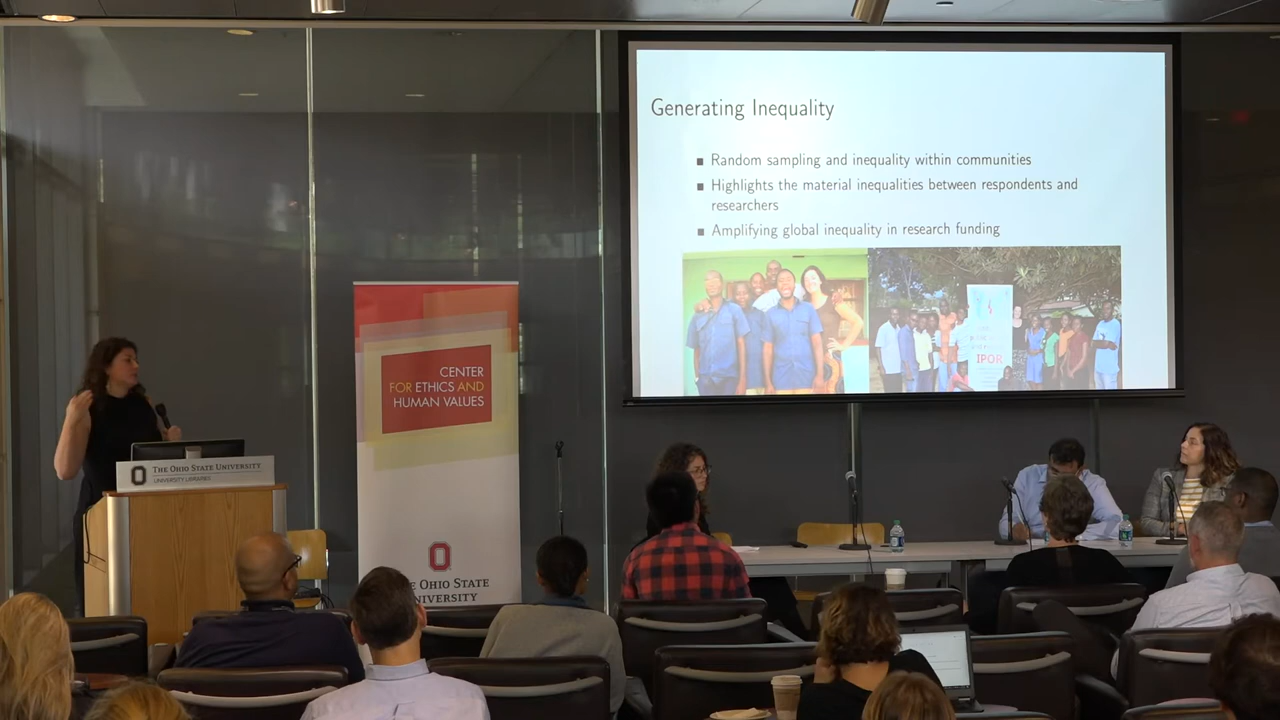 Generating Inequality
Random sampling and inequality within communities
Highlights the material inequalities between respondents and
researchers
Amplifying global inequality in research funding
IPOR
CENTER
FOR ETHICS AND
HUMAN VALUES
THE OHIO STATE UNIVERSITY
UNIVERSITY LIBRARIES
THE OHIO STATE
UNIVERSITY